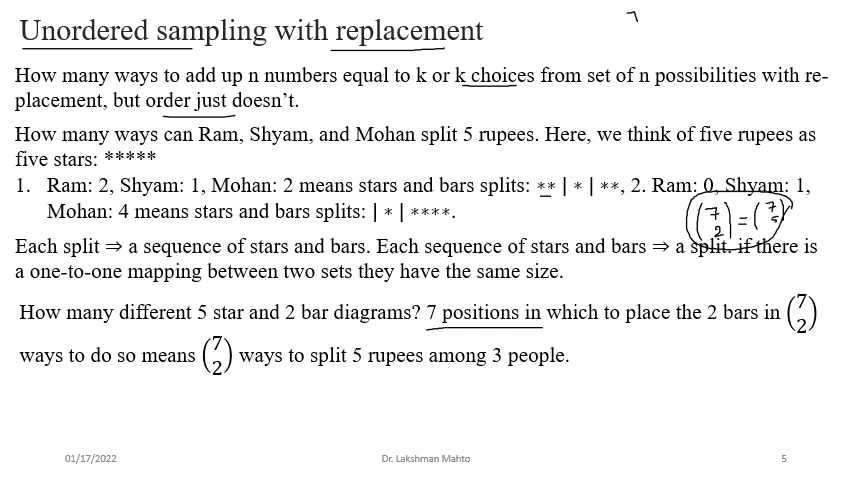 Unordered sampling with replacement
7
How many ways to add up n numbers equal to k or k choices from set of n possibilities with re-
placement, but order just doesn't.
How many ways can Ram, Shyam, and Mohan split 5 rupees. Here, we think of five rupees as
five stars: *****
1. Ram: 2, Shyam: 1, Mohan: 2 means stars and bars splits: ** | * | **, 2. Ram: 0, Shyam: 1,
Mohan: 4 means stars and bars splits: | * | ****.
(7 2) = (7 5)
Each split ⇒ a sequence of stars and bars. Each sequence of stars and bars ⇒ a split. if there is
a one-to-one mapping between two sets they have the same size.
How many different 5 star and 2 bar diagrams? 7 positions in which to place the 2 bars in (7 2)
ways to do so means (7 2) ways to split 5 rupees among 3 people.
01/17/2022 Dr. Lakshman Mahto 5